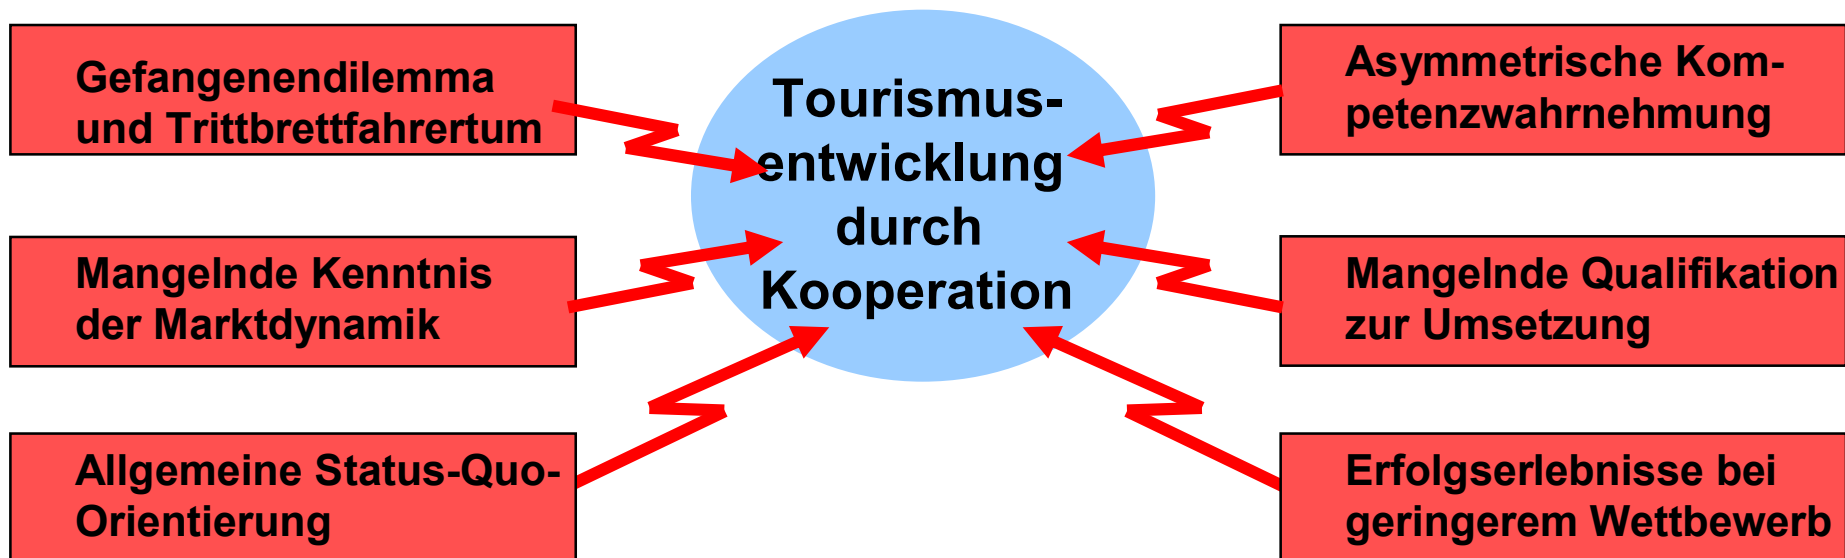 Gefangenendilemma
und Trittbrettfahrertum
Mangelnde Kenntnis
der Marktdynamik
Allgemeine Status-Quo-
Orientierung
Tourismus-
entwicklung
durch
Kooperation
Asymmetrische Kom-
petenzwahrnehmung
Mangelnde Qualifikation
zur Umsetzung
Erfolgserlebnisse bei
geringerem Wettbewerb